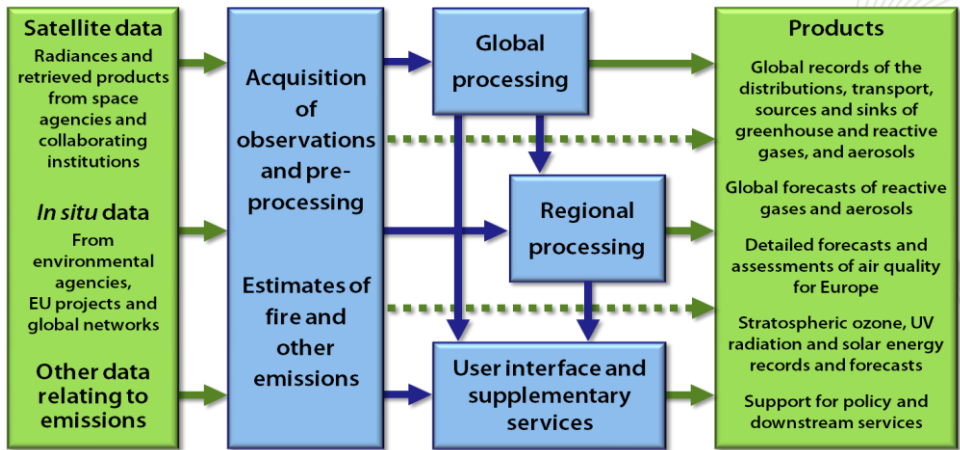 Satellite data
Radiances and
retrieved products
from space
agencies and
collaborating
institutions
In situ data
From
environmental
agencies,
EU projects and
global networks
Other data
relating to
emissions
Acquisition
of
observations
and pre-
processing
Estimates of
fire and
other
emissions
Global
processing
Regional
processing
User interface and
supplementary
services
Products
Global records of the
distributions, transport,
sources and sinks of
greenhouse and reactive
gases, and aerosols
Global forecasts of reactive
gases and aerosols
Detailed forecasts and
assessments of air quality
for Europe
Stratospheric ozone, UV
radiation and solar energy
records and forecasts
Support for policy and
downstream services